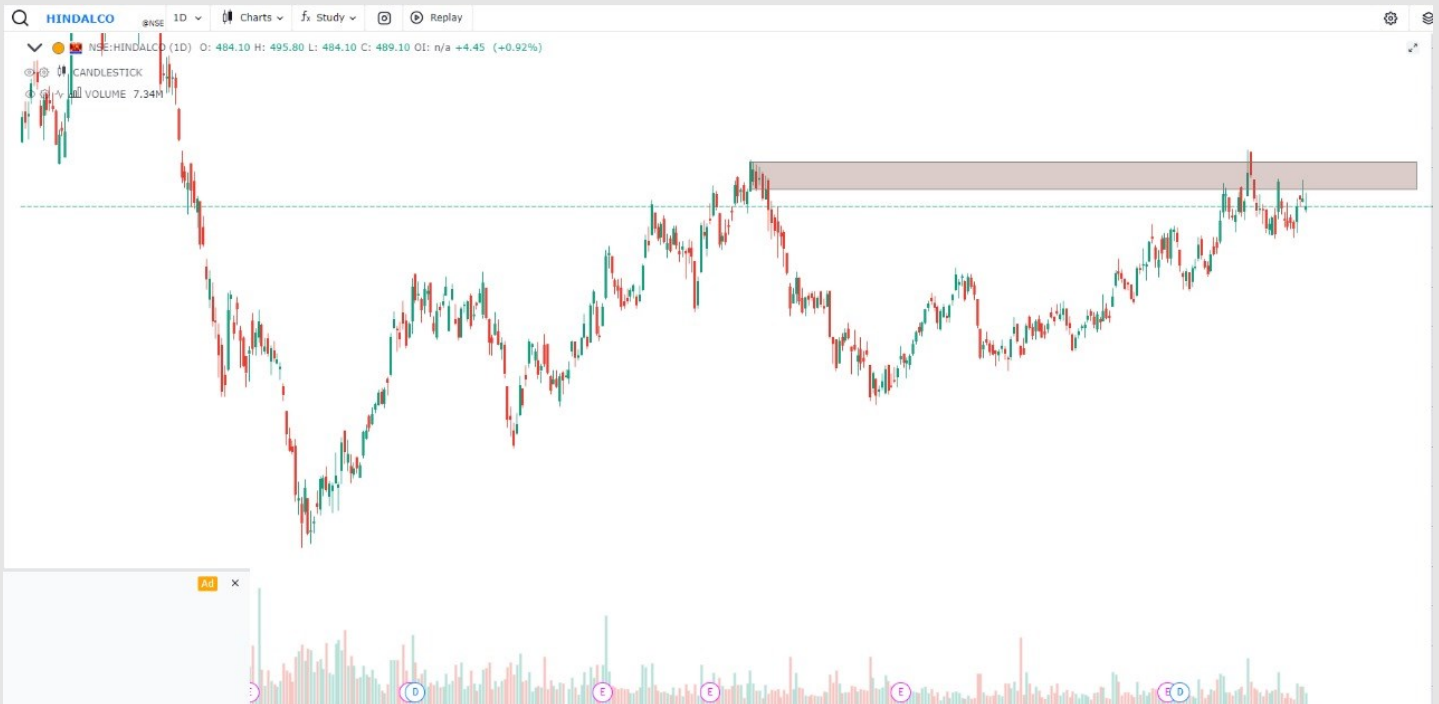 HINDALCO @NSE 1D Charts fx Study Replay
NSE:HINDALCO (1D) O: 484.10 H: 495.80 L: 484.10 C: 489.10 OI: n/a +4.45 (+0.92%)
CANDLESTICK
VOLUME 7.34M
Ad
E D E E E E D